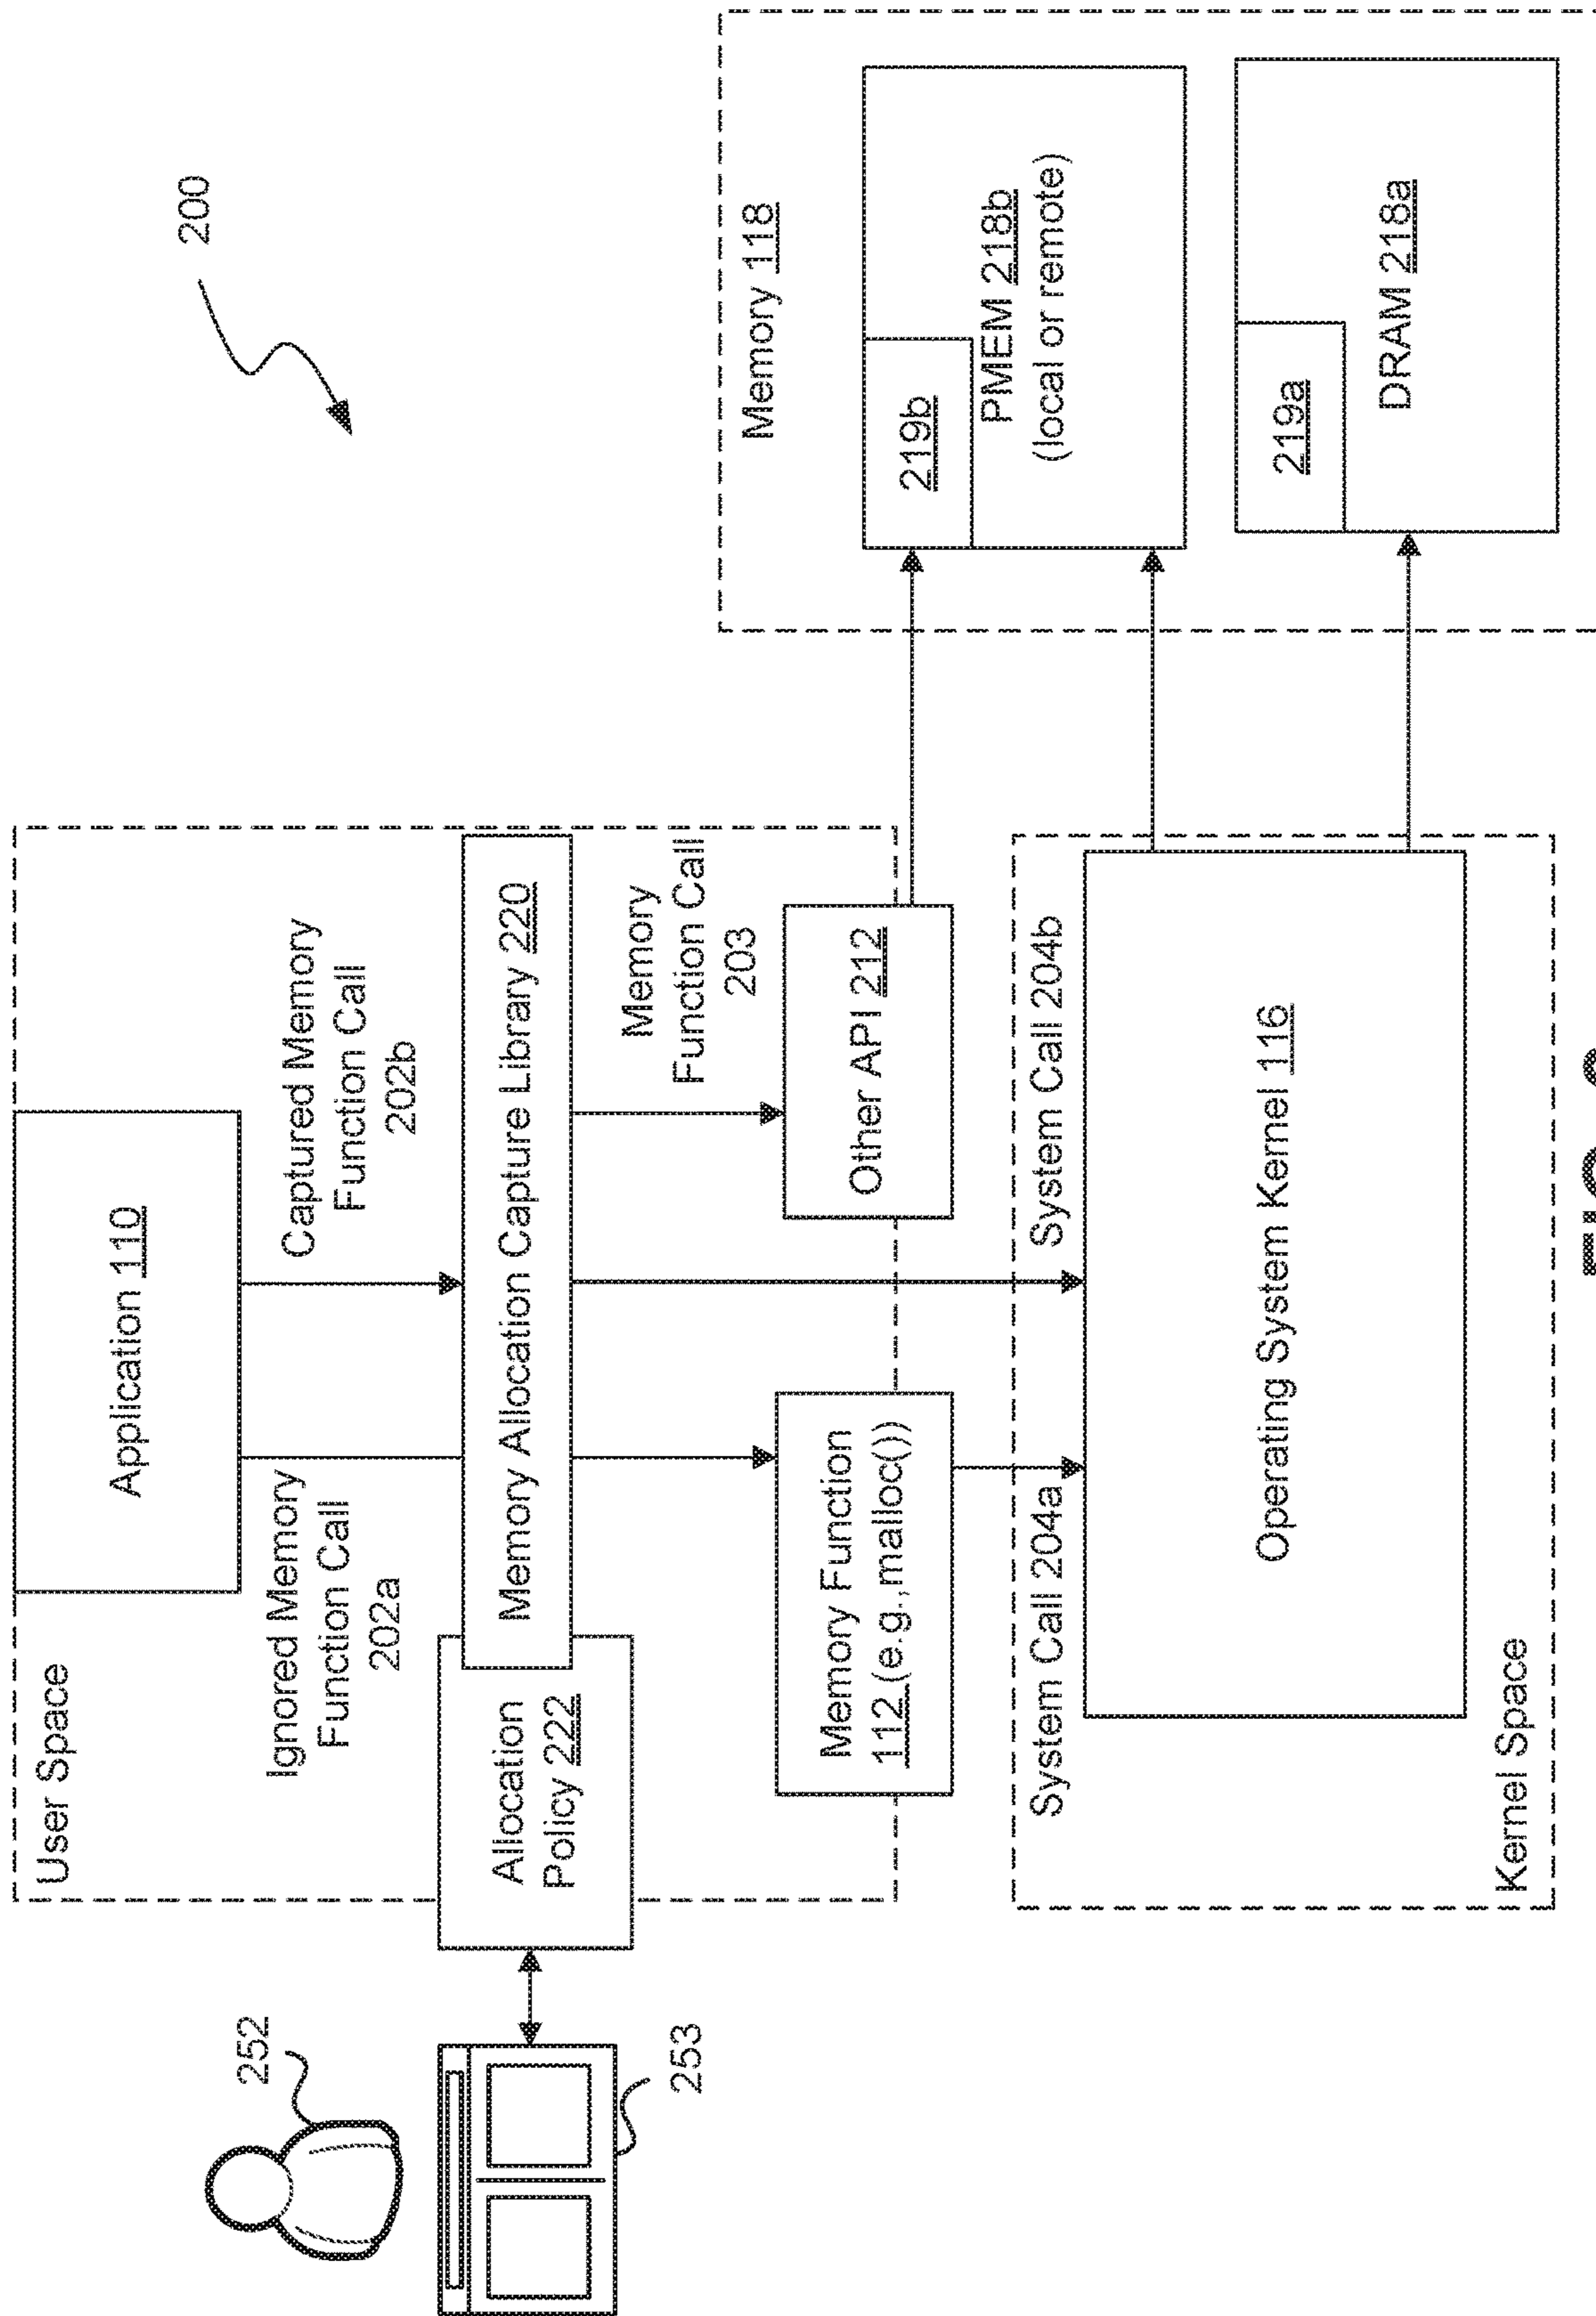 200
252
253
User Space
Application 110
Ignored Memory
Function Call
202a
Captured Memory
Function Call
202b
Allocation
Policy 222
Memory Allocation Capture Library 220
Memory
Function Call
203
Memory Function
112 (e.g.,malloc())
Other API 212
System Call 204a
System Call 204b
Operating System Kernel 116
Kernel Space
Memory 118
219b
PMEM 218b
(local or remote)
219a
DRAM 218a